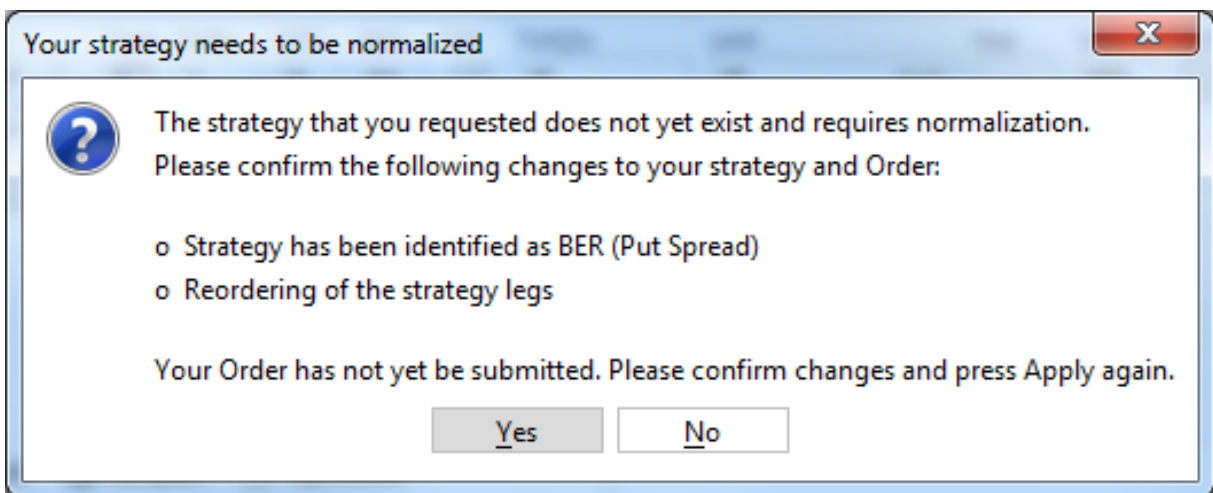 Your strategy needs to be normalized
The strategy that you requested does not yet exist and requires normalization.
Please confirm the following changes to your strategy and Order:
o Strategy has been identified as BER (Put Spread)
o Reordering of the strategy legs
Your Order has not yet be submitted. Please confirm changes and press Apply again.
Yes
No